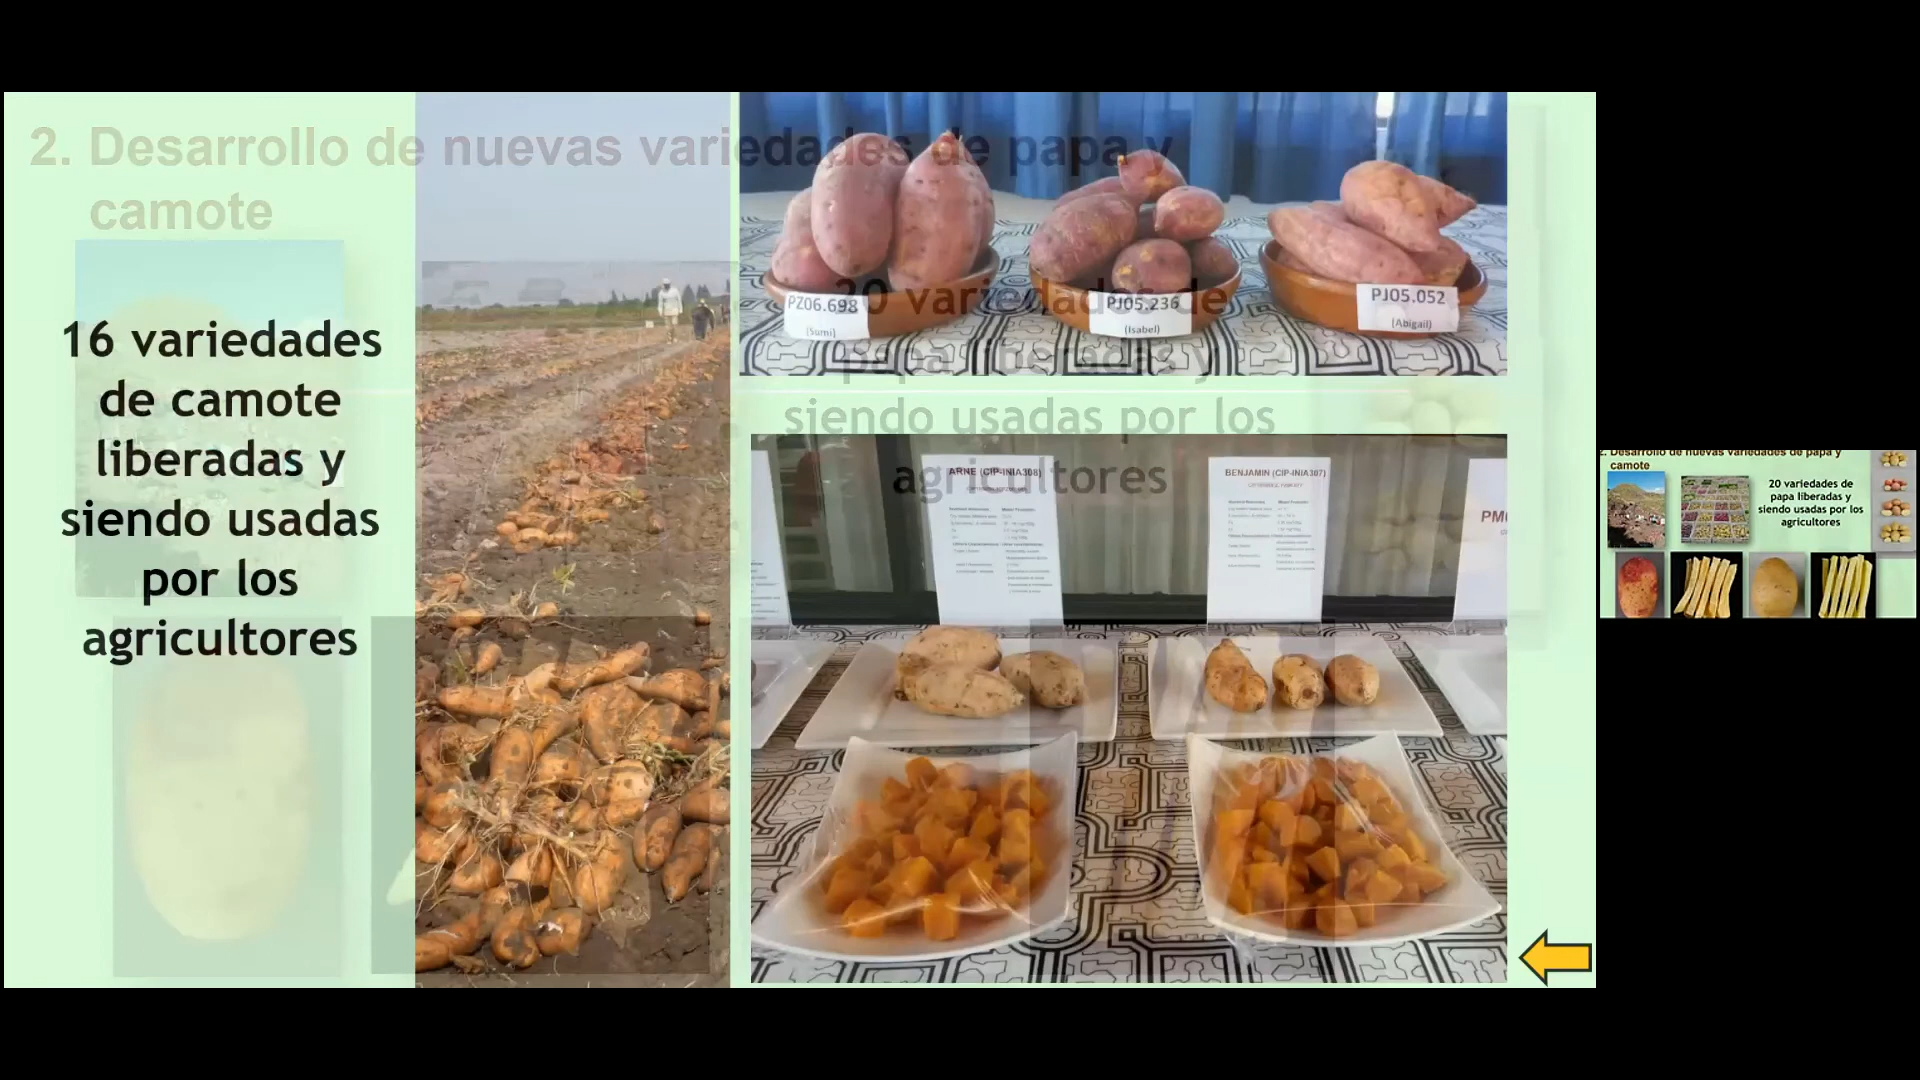 2. Desarrollo de nuevas variedades de papa y
camote
16 variedades
de camote
liberadas y
siendo usadas
por los
agricultores
20 variedades de
papa liberadas y
siendo usadas por los
agricultores
PZ06.698
(Sumi)
PJ05.236
(Isabel)
PJ05.052
(Abigail)
ARNE (CIP-INIA308)
BENJAMIN (CIP-INIA307)
2. Desarrollo de nuevas variedades de papa y
camote
20 variedades de
papa liberadas y
siendo usadas por los
agricultores